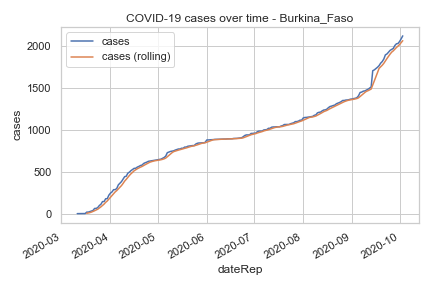 COVID-19 cases over time - Burkina_Faso
cases
cases (rolling)
cases
2000
1500
1000
500
0
2020-03
2020-04
2020-05
2020-06
2020-07
2020-08
2020-09
2020-10
dateRep